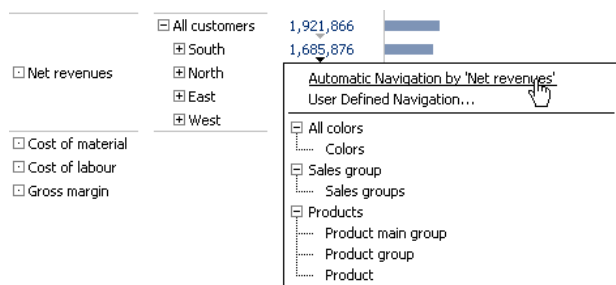 All customers 1,921,866
South 1,685,876
Net revenues
North
East
West
Cost of material
Cost of labour
Gross margin
Automatic Navigation by 'Net revenues'
User Defined Navigation...
All colors
Colors
Sales group
Sales groups
Products
Product main group
Product group
Product